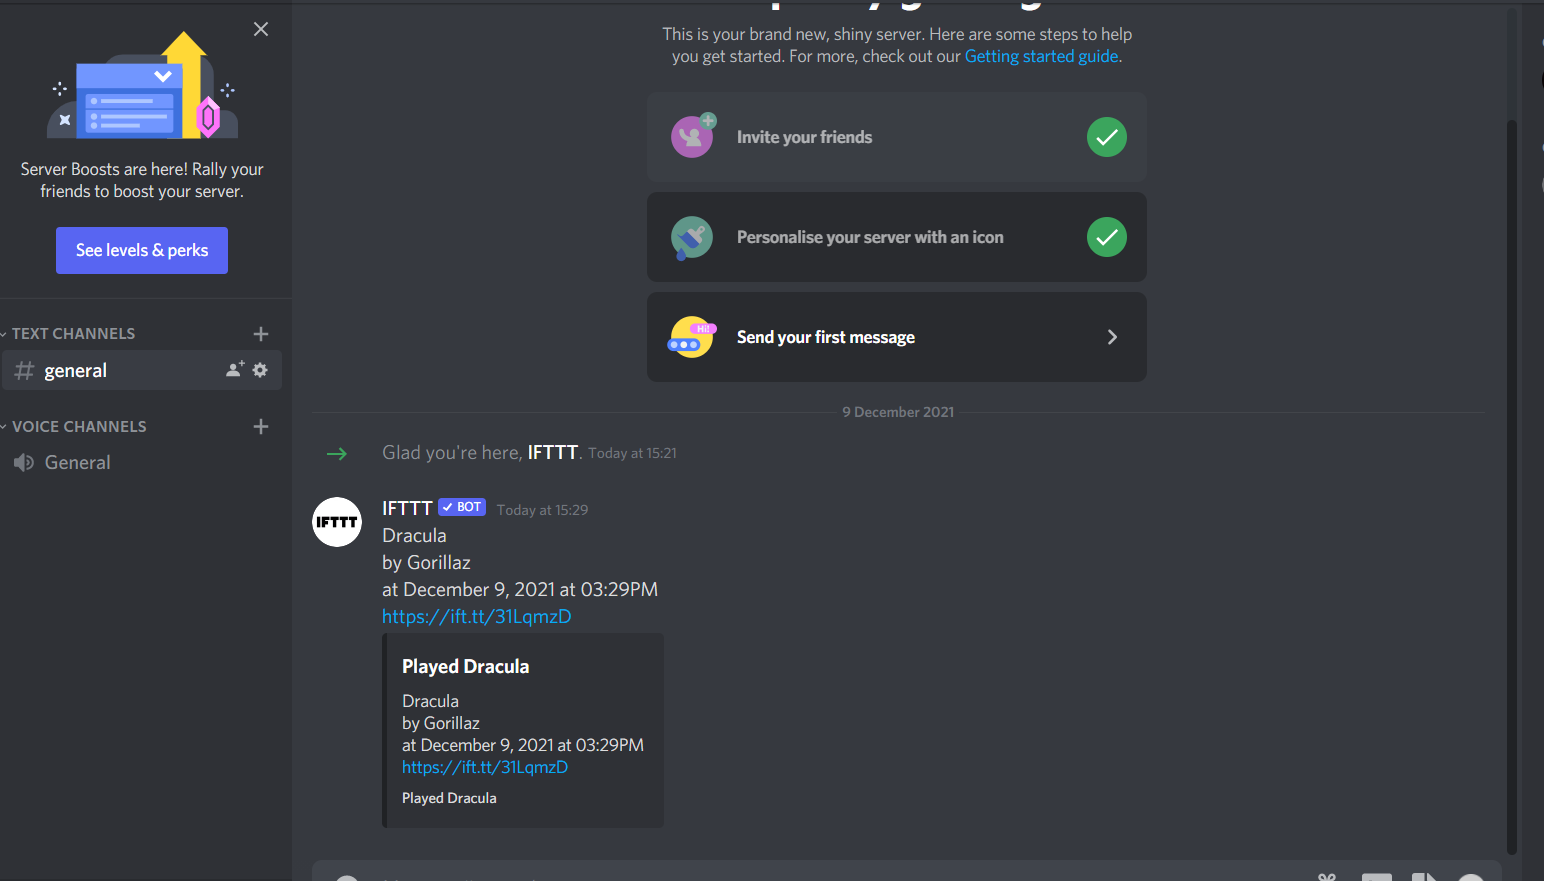 This is your brand new, shiny server. Here are some steps to help
you get started. For more, check out our Getting started guide.
Invite your friends
Personalise your server with an icon
Hi!
Send your first message
Server Boosts are here! Rally your
friends to boost your server.
See levels & perks
TEXT CHANNELS
general
VOICE CHANNELS
General
9 December 2021
Glad you're here, IFTTT. Today at 15:21
IFTTT
IFTTT BOT Today at 15:29
Dracula
by Gorillaz
at December 9, 2021 at 03:29PM
https://ift.tt/31LqmzD
Played Dracula
Dracula
by Gorillaz
at December 9, 2021 at 03:29PM
https://ift.tt/31LqmzD
Played Dracula